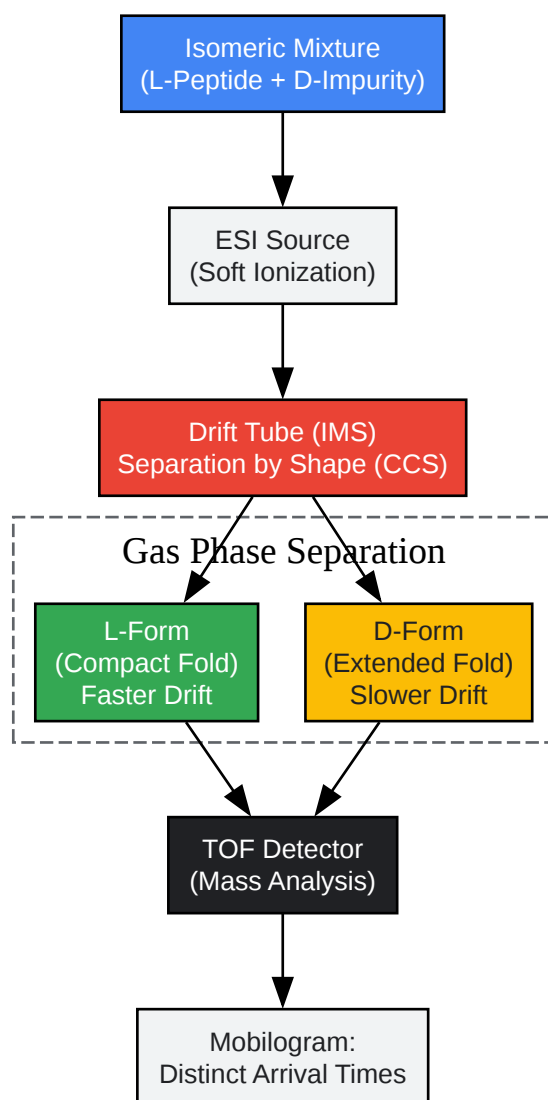 Isomeric Mixture
(L-Peptide + D-Impurity)
ESI Source
(Soft Ionization)
Drift Tube (IMS)
Separation by Shape (CCS)
Gas Phase Separation
L-Form
(Compact Fold)
Faster Drift
D-Form
(Extended Fold)
Slower Drift
TOF Detector
(Mass Analysis)
Mobilogram:
Distinct Arrival Times